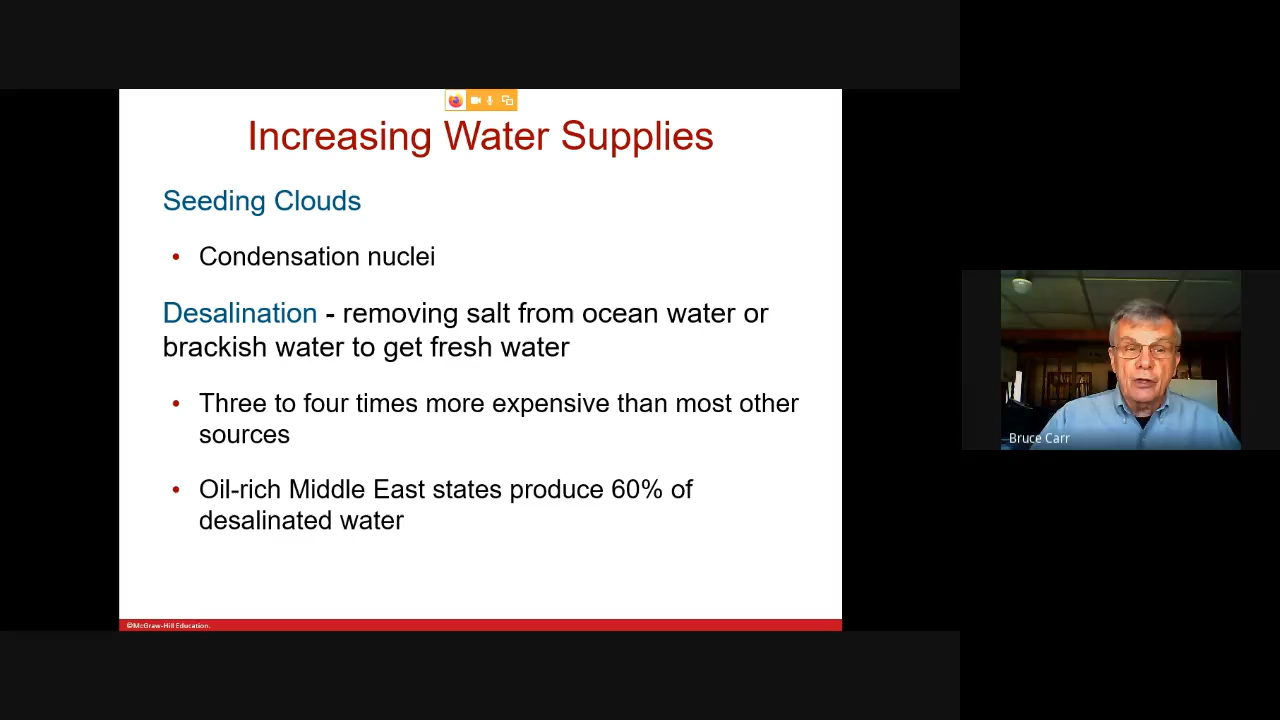 Increasing Water Supplies
Seeding Clouds
• Condensation nuclei
Desalination - removing salt from ocean water or
brackish water to get fresh water
• Three to four times more expensive than most other
sources
• Oil-rich Middle East states produce 60% of
desalinated water
©McGraw-Hill Education.
Bruce Carr